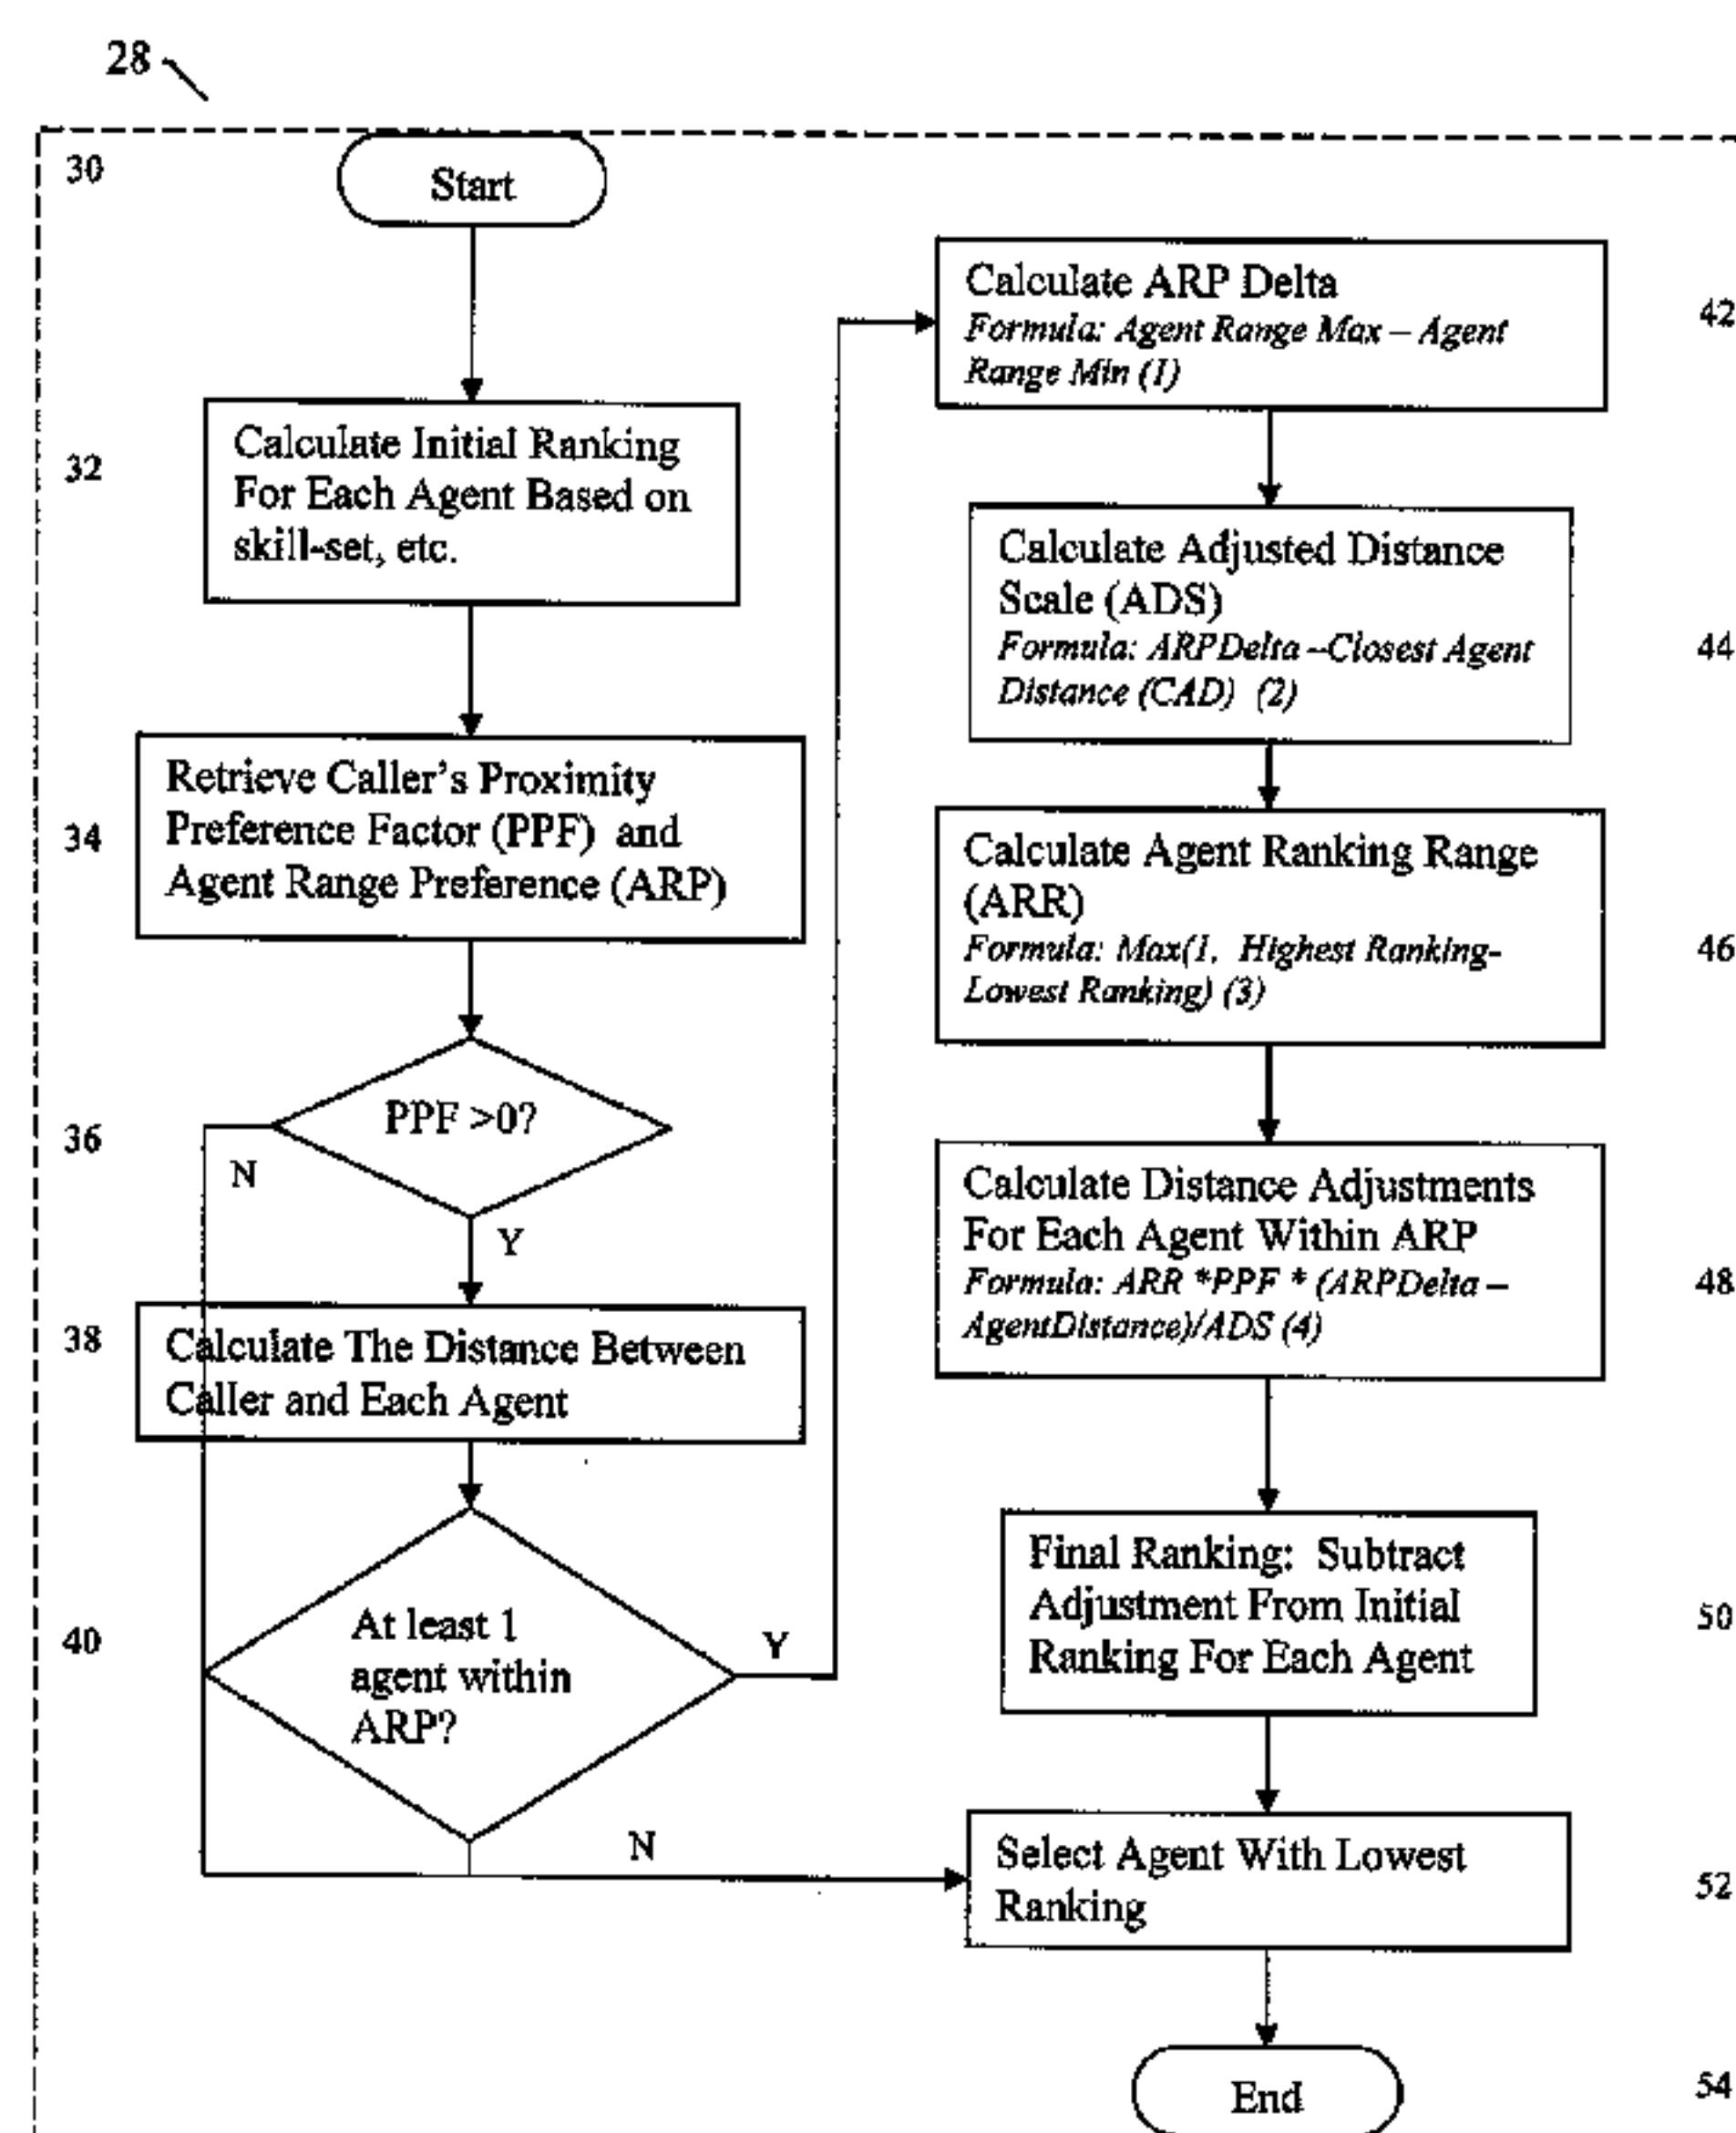 28
30
Start
32
Calculate Initial Ranking
For Each Agent Based on
skill-set, etc.
34
Retrieve Caller's Proximity
Preference Factor (PPF) and
Agent Range Preference (ARP)
36
PPF >0?
N
Y
38
Calculate The Distance Between
Caller and Each Agent
40
At least 1
agent within
ARP?
Y
N
Calculate ARP Delta
Formula: Agent Range Max – Agent
Range Min (1)
42
Calculate Adjusted Distance
Scale (ADS)
Formula: ARPDelta –Closest Agent
Distance (CAD) (2)
44
Calculate Agent Ranking Range
(ARR)
Formula: Max(1, Highest Ranking-
Lowest Ranking) (3)
46
Calculate Distance Adjustments
For Each Agent Within ARP
Formula: ARR *PPF * (ARPDelta –
AgentDistance)/ADS (4)
48
Final Ranking: Subtract
Adjustment From Initial
Ranking For Each Agent
50
Select Agent With Lowest
Ranking
52
End
54